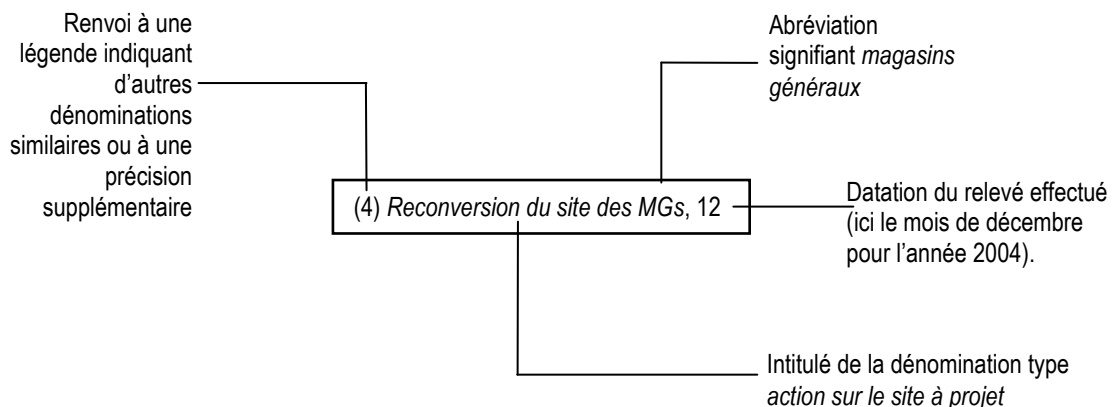 Renvoi à une
légende indiquant
d’autres
dénominations
similaires ou à une
précision
supplémentaire
Abréviation
signifiant magasins
généraux
(4) Reconversion du site des MGs, 12
Datation du relevé effectué
(ici le mois de décembre
pour l’année 2004).
Intitulé de la dénomination type
action sur le site à projet